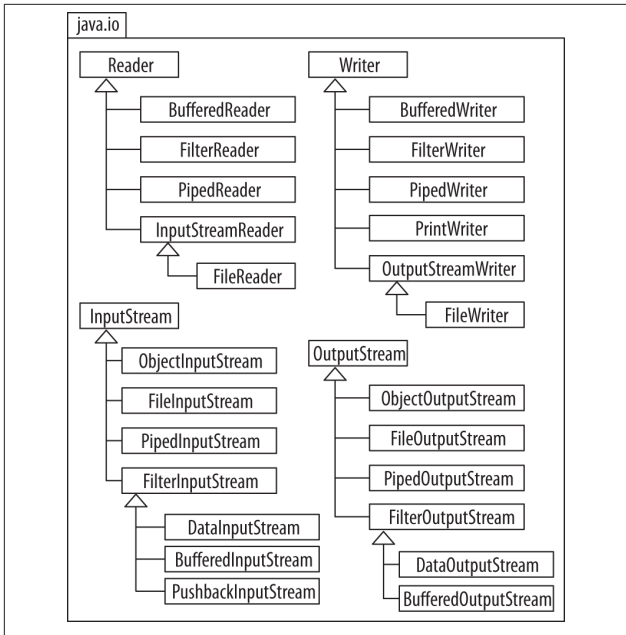 java.io
Reader
BufferedReader
FilterReader
PipedReader
InputStreamReader
FileReader
Writer
BufferedWriter
FilterWriter
PipedWriter
PrintWriter
OutputStreamWriter
FileWriter
InputStream
ObjectInputStream
FileInputStream
PipedInputStream
FilterInputStream
DataInputStream
BufferedInputStream
PushbackInputStream
OutputStream
ObjectOutputStream
FileOutputStream
PipedOutputStream
FilterOutputStream
DataOutputStream
BufferedOutputStream